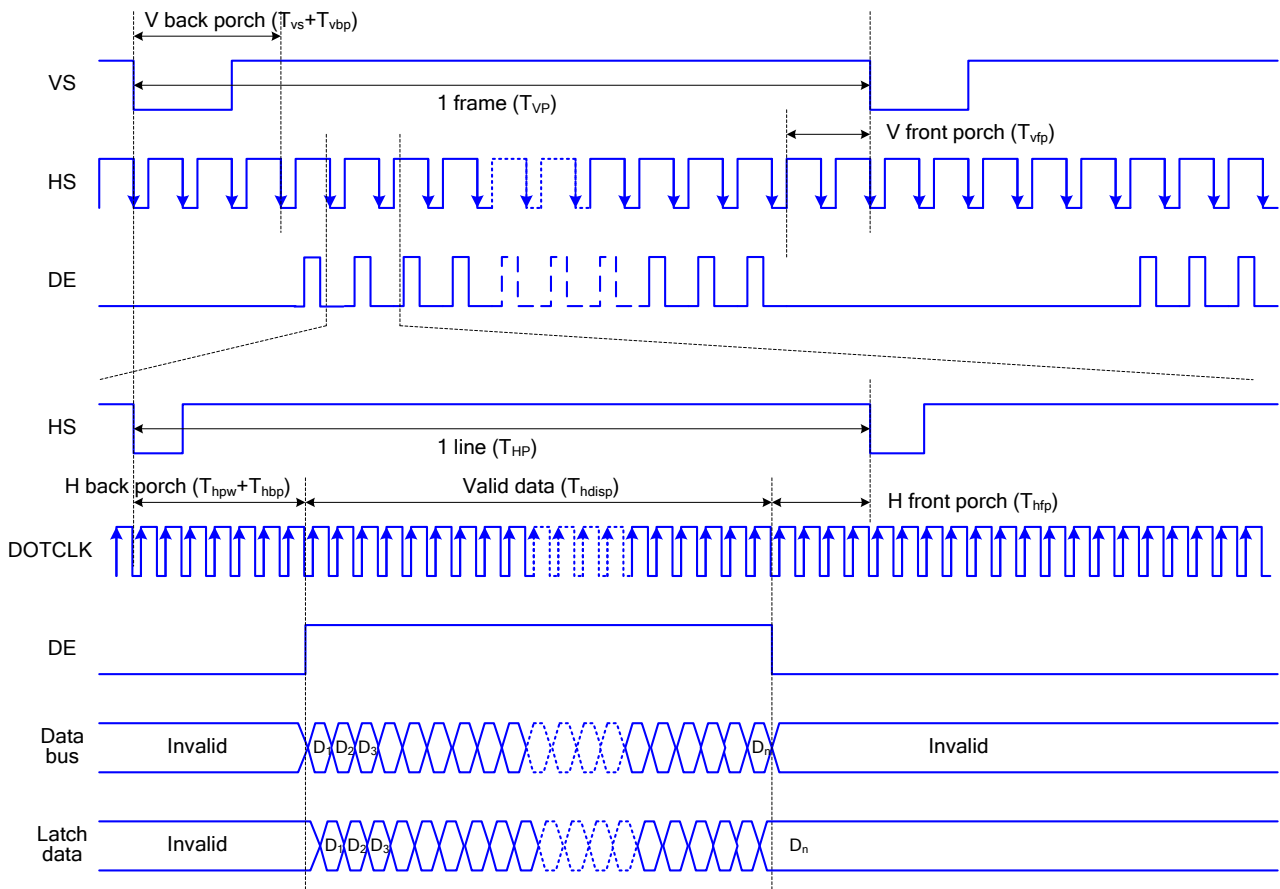 V back porch (Tvs+Tvbp)
VS
1 frame (TVP)
V front porch (Tvfp)
HS
DE
HS
1 line (THP)
H back porch (Thpw+Thbp)
Valid data (Thdisp)
H front porch (Thfp)
DOTCLK
DE
Data
bus
Invalid
D1 D2 D3
Dn
Invalid
Latch
data
Invalid
D1 D2 D3
Dn